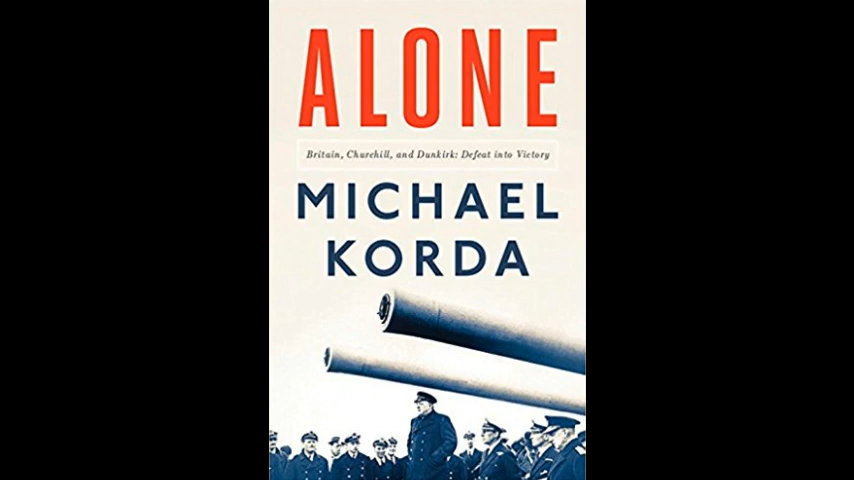 ALONE
Britain, Churchill, and Dunkirk: Defeat into Victory
MICHAEL
KORDA